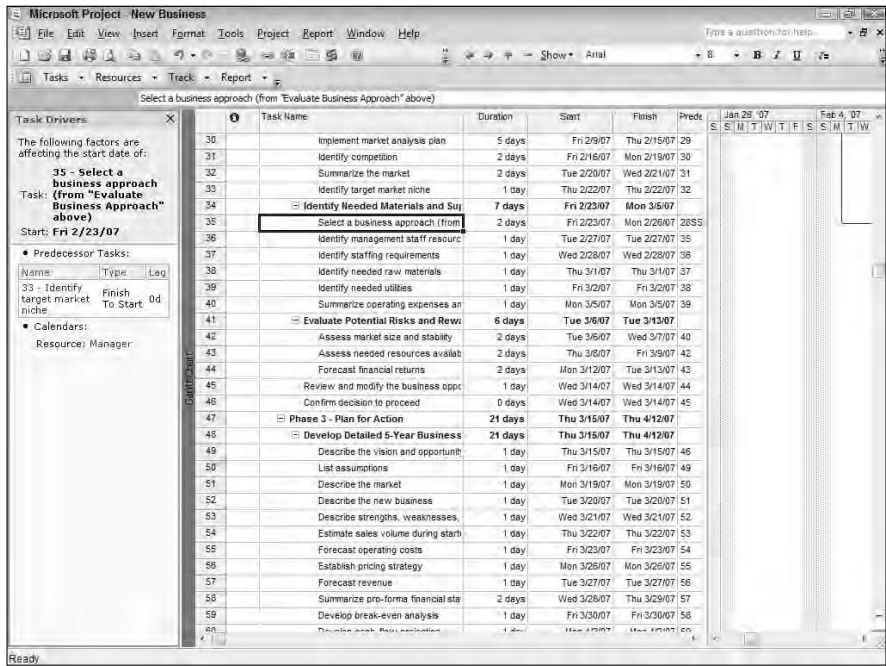 Microsoft Project - New Business
File Edit View Insert Format Tools Project Report Window Help
Type a question for help
Show Arial 8 B I U
Tasks Resources Track Report
Select a business approach (from "Evaluate Business Approach" above)
Task Drivers
The following factors are affecting the start date of:
Task: 35 - Select a business approach (from "Evaluate Business Approach" above)
Start: Fri 2/23/07
Predecessor Tasks:
Name Type Lag
33 - Identify target market niche Finish To Start 0d
Calendars:
Resource: Manager
Gantt Chart
Task Name Duration Start Finish Prede Jan 28, '07 Feb 4, '07
S S M T W T F S S M T W
30 Implement market analysis plan 5 days Fri 2/9/07 Thu 2/15/07 29
31 Identify competition 2 days Fri 2/16/07 Mon 2/19/07 30
32 Summarize the market 2 days Tue 2/20/07 Wed 2/21/07 31
33 Identify target market niche 1 day Thu 2/22/07 Thu 2/22/07 32
34 Identify Needed Materials and Sup 7 days Fri 2/23/07 Mon 3/5/07
35 Select a business approach (from 2 days Fri 2/23/07 Mon 2/26/07 28SS
36 Identify management staff resourc 1 day Tue 2/27/07 Tue 2/27/07 35
37 Identify staffing requirements 1 day Wed 2/28/07 Wed 2/28/07 36
38 Identify needed raw materials 1 day Thu 3/1/07 Thu 3/1/07 37
39 Identify needed utilities 1 day Fri 3/2/07 Fri 3/2/07 38
40 Summarize operating expenses an 1 day Mon 3/5/07 Mon 3/5/07 39
41 Evaluate Potential Risks and Rewa 6 days Tue 3/6/07 Tue 3/13/07
42 Assess market size and stability 2 days Tue 3/6/07 Wed 3/7/07 40
43 Assess needed resources availab 2 days Thu 3/8/07 Fri 3/9/07 42
44 Forecast financial returns 2 days Mon 3/12/07 Tue 3/13/07 43
45 Review and modify the business oppo 1 day Wed 3/14/07 Wed 3/14/07 44
46 Confirm decision to proceed 0 days Wed 3/14/07 Wed 3/14/07 45
47 Phase 3 - Plan for Action 21 days Thu 3/15/07 Thu 4/12/07
48 Develop Detailed 5-Year Business 21 days Thu 3/15/07 Thu 4/12/07
49 Describe the vision and opportunity 1 day Thu 3/15/07 Thu 3/15/07 46
50 List assumptions 1 day Fri 3/16/07 Fri 3/16/07 49
51 Describe the market 1 day Mon 3/19/07 Mon 3/19/07 50
52 Describe the new business 1 day Tue 3/20/07 Tue 3/20/07 51
53 Describe strengths, weaknesses, 1 day Wed 3/21/07 Wed 3/21/07 52
54 Estimate sales volume during start 1 day Thu 3/22/07 Thu 3/22/07 53
55 Forecast operating costs 1 day Fri 3/23/07 Fri 3/23/07 54
56 Establish pricing strategy 1 day Mon 3/26/07 Mon 3/26/07 55
57 Forecast revenue 1 day Tue 3/27/07 Tue 3/27/07 56
58 Summarize pro-forma financial sta 2 days Wed 3/28/07 Thu 3/29/07 57
59 Develop break-even analysis 1 day Fri 3/30/07 Fri 3/30/07 58
Ready